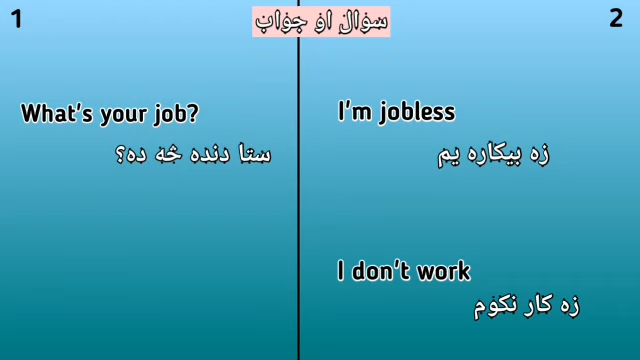 1
سوال او جواب
2
What's your job?
ستا دنده څه ده؟
I'm jobless
زه بیکاره یم
I don't work
زه کار نکوم